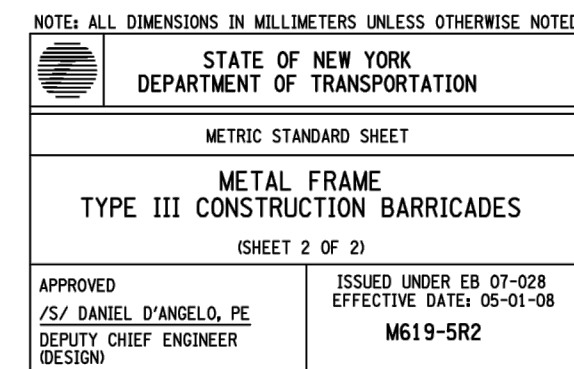 NOTE: ALL DIMENSIONS IN MILLIMETERS UNLESS OTHERWISE NOTED
STATE OF NEW YORK
DEPARTMENT OF TRANSPORTATION
METRIC STANDARD SHEET
METAL FRAME
TYPE III CONSTRUCTION BARRICADES
(SHEET 2 OF 2)
APPROVED
/S/ DANIEL D'ANGELO, PE
DEPUTY CHIEF ENGINEER
(DESIGN)
ISSUED UNDER EB 07-028
EFFECTIVE DATE: 05-01-08
M619-5R2